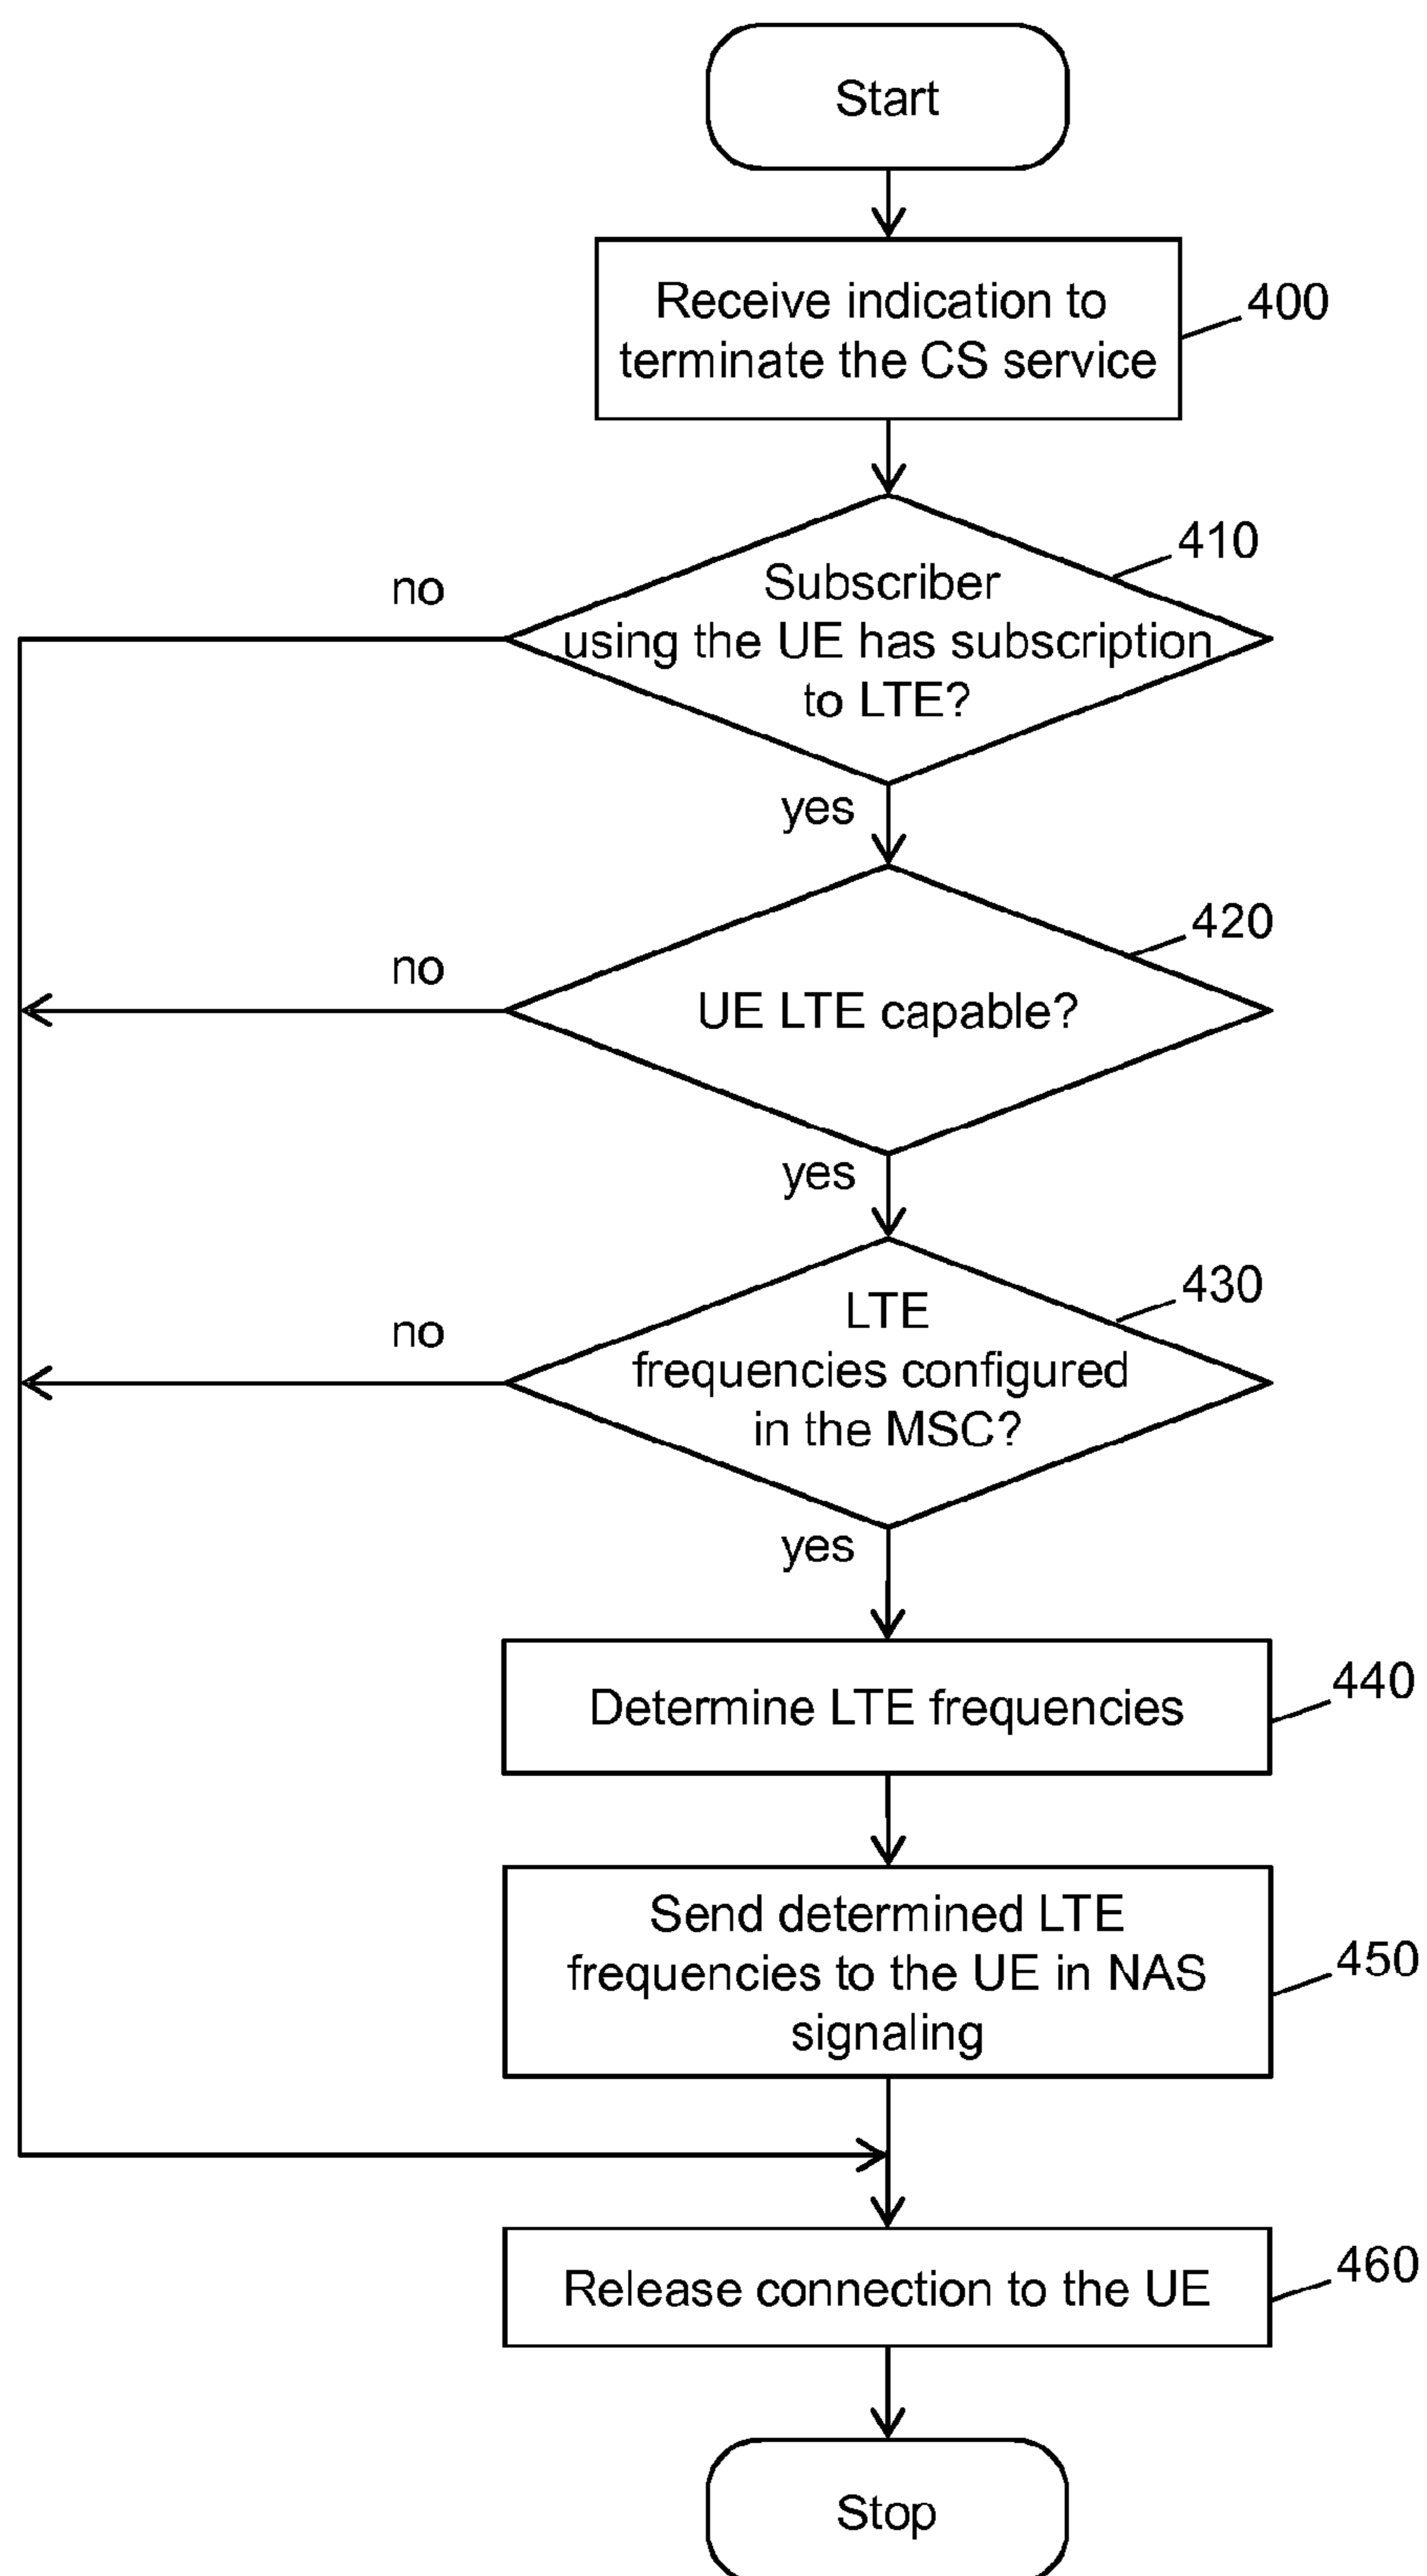 Start
Receive indication to
terminate the CS service
400
410
Subscriber
using the UE has subscription
to LTE?
no
yes
420
UE LTE capable?
no
yes
430
LTE
frequencies configured
in the MSC?
no
yes
Determine LTE frequencies
440
Send determined LTE
frequencies to the UE in NAS
signaling
450
Release connection to the UE
460
Stop